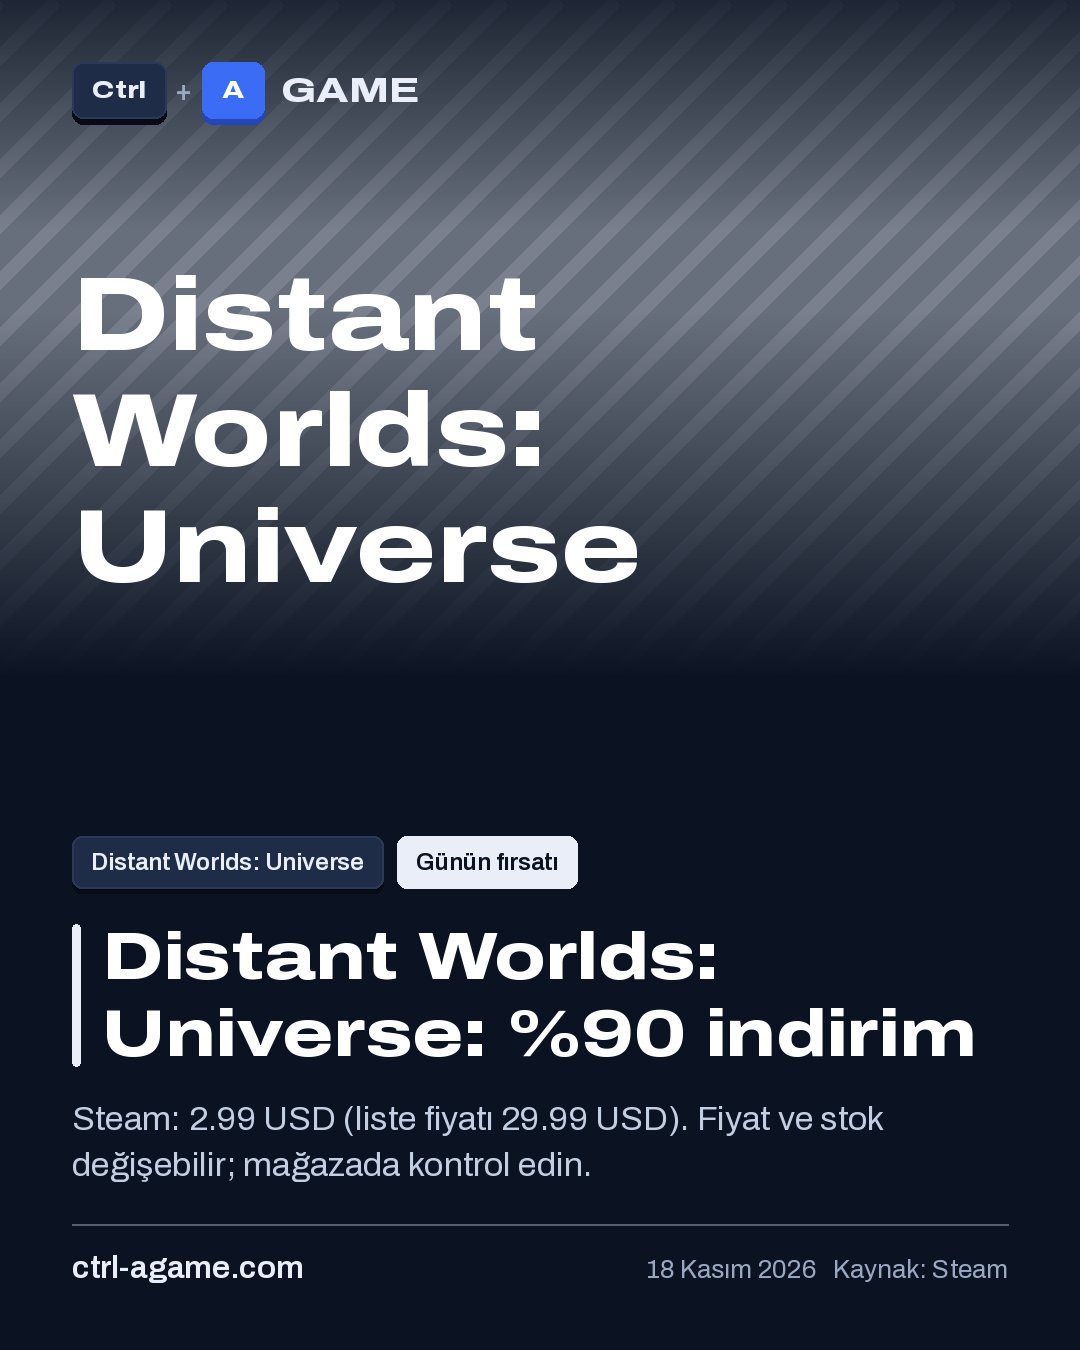 Ctrl + A GAME
Distant
Worlds:
Universe
Distant Worlds: Universe Günün fırsatı
Distant Worlds:
Universe: %90 indirim
Steam: 2.99 USD (liste fiyatı 29.99 USD). Fiyat ve stok
değişebilir; mağazada kontrol edin.
ctrl-agame.com 18 Kasım 2026 Kaynak: Steam